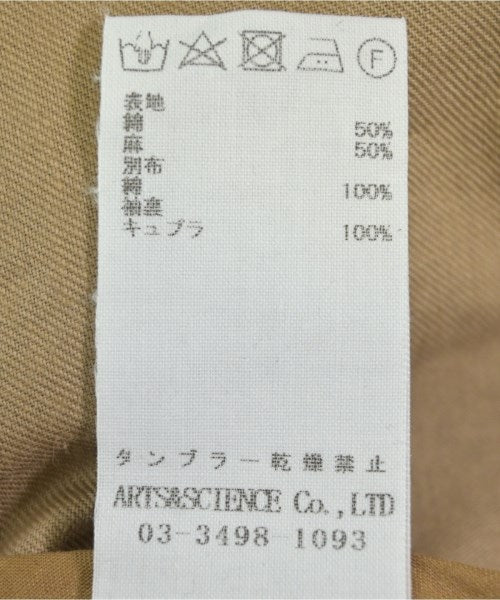 F
表地
綿 50%
麻 50%
別布
綿 100%
袖裏
キュプラ 100%
タンブラー乾燥禁止
ARTS&SCIENCE Co.,LTD
03-3498-1093